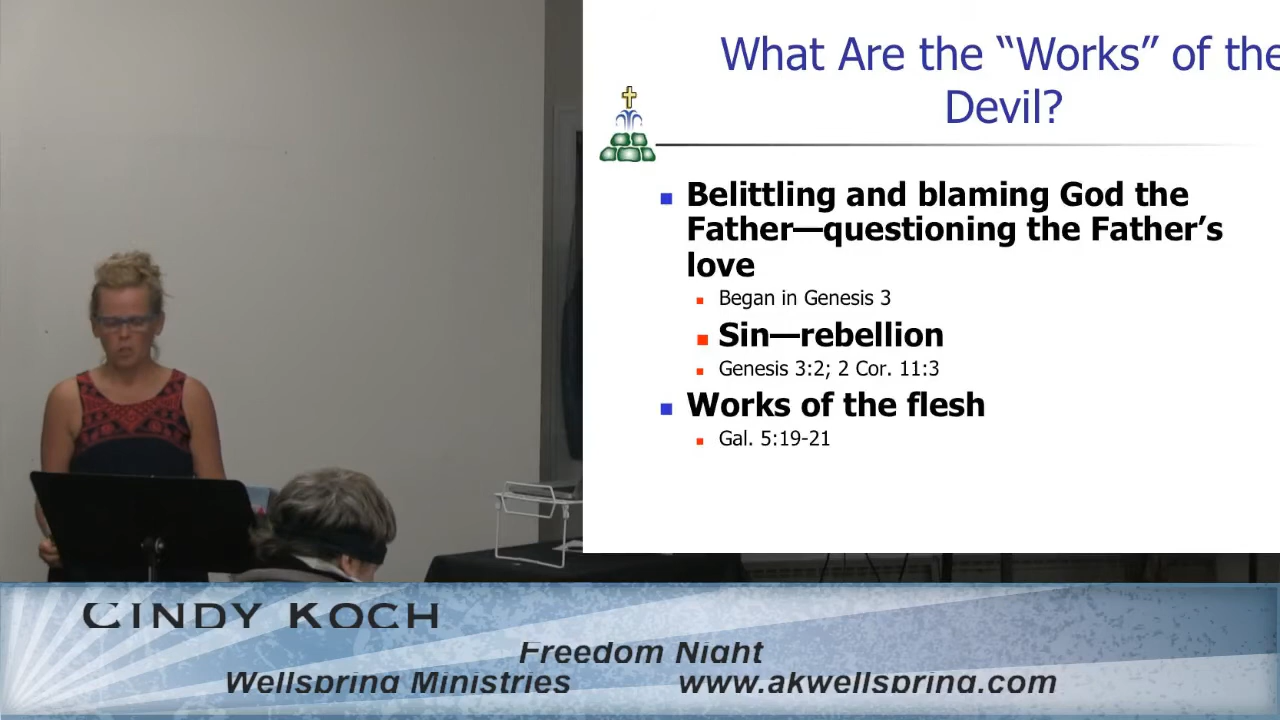 What Are the “Works” of the
Devil?
Belittling and blaming God the
Father—questioning the Father’s
love
Began in Genesis 3
Sin—rebellion
Genesis 3:2; 2 Cor. 11:3
Works of the flesh
Gal. 5:19-21
CINDY KOCH
Freedom Night
Wellspring Ministries www.akwellspring.com